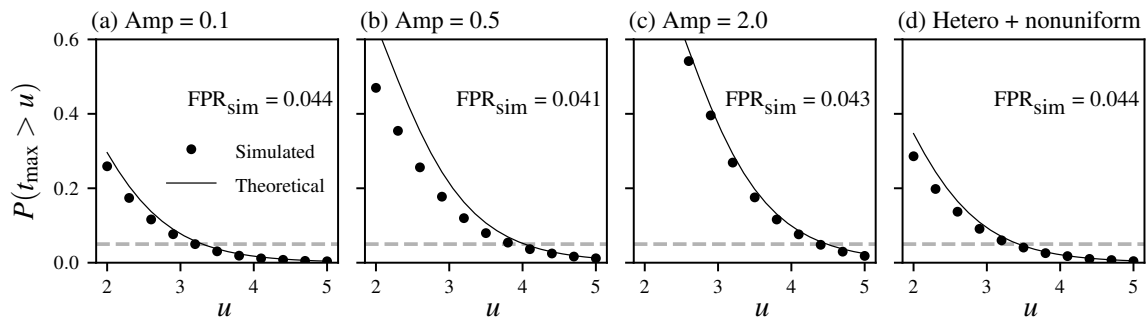 (a) Amp = 0.1
(b) Amp = 0.5
(c) Amp = 2.0
(d) Hetero + nonuniform
0.6
0.4
0.2
0.0
P(t_max > u)
FPR_sim = 0.044
Simulated
Theoretical
FPR_sim = 0.041
FPR_sim = 0.043
FPR_sim = 0.044
2 3 4 5
2 3 4 5
2 3 4 5
2 3 4 5
u
u
u
u